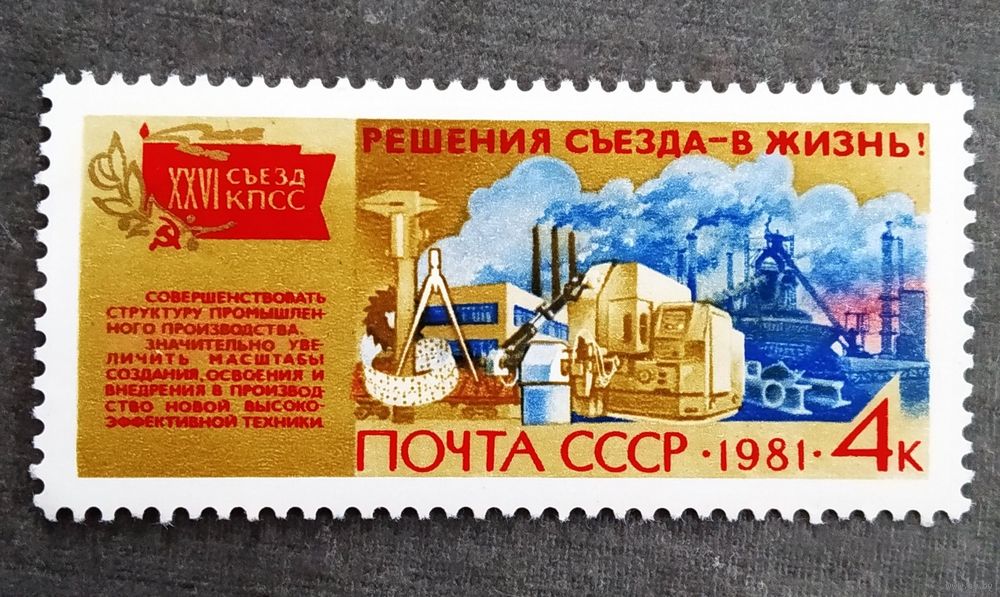 РЕШЕНИЯ СЪЕЗДА–В ЖИЗНЬ!
XXVI СЪЕЗД
КПСС
СОВЕРШЕНСТВОВАТЬ
СТРУКТУРУ ПРОМЫШЛЕН-
НОГО ПРОИЗВОДСТВА.
ЗНАЧИТЕЛЬНО УВЕ-
ЛИЧИТЬ МАСШТАБЫ
СОЗДАНИЯ, ОСВОЕНИЯ И
ВНЕДРЕНИЯ В ПРОИЗВОД-
СТВО НОВОЙ ВЫСОКО-
ЭФФЕКТИВНОЙ ТЕХНИКИ
ПОЧТА СССР · 1981 · 4к